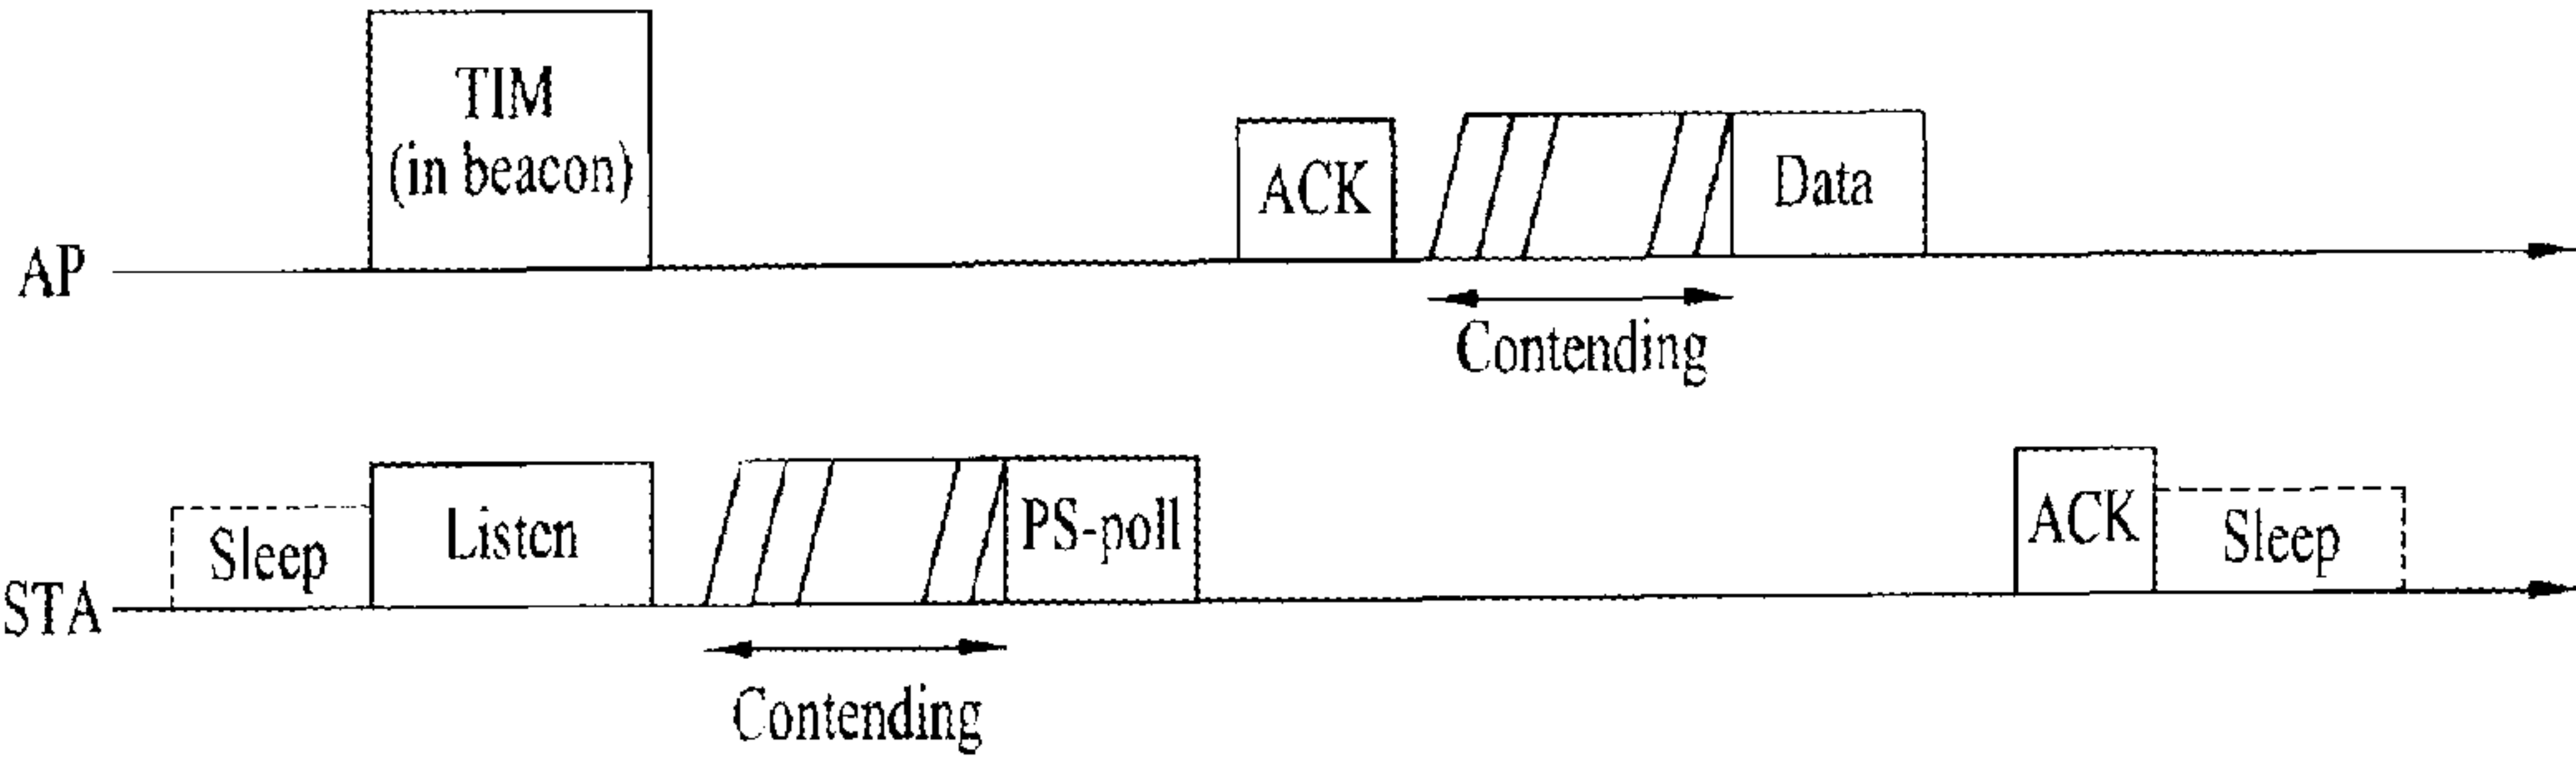 TIM
(in beacon)
ACK
Data
AP
Contending
Sleep
Listen
PS-poll
ACK
Sleep
STA
Contending